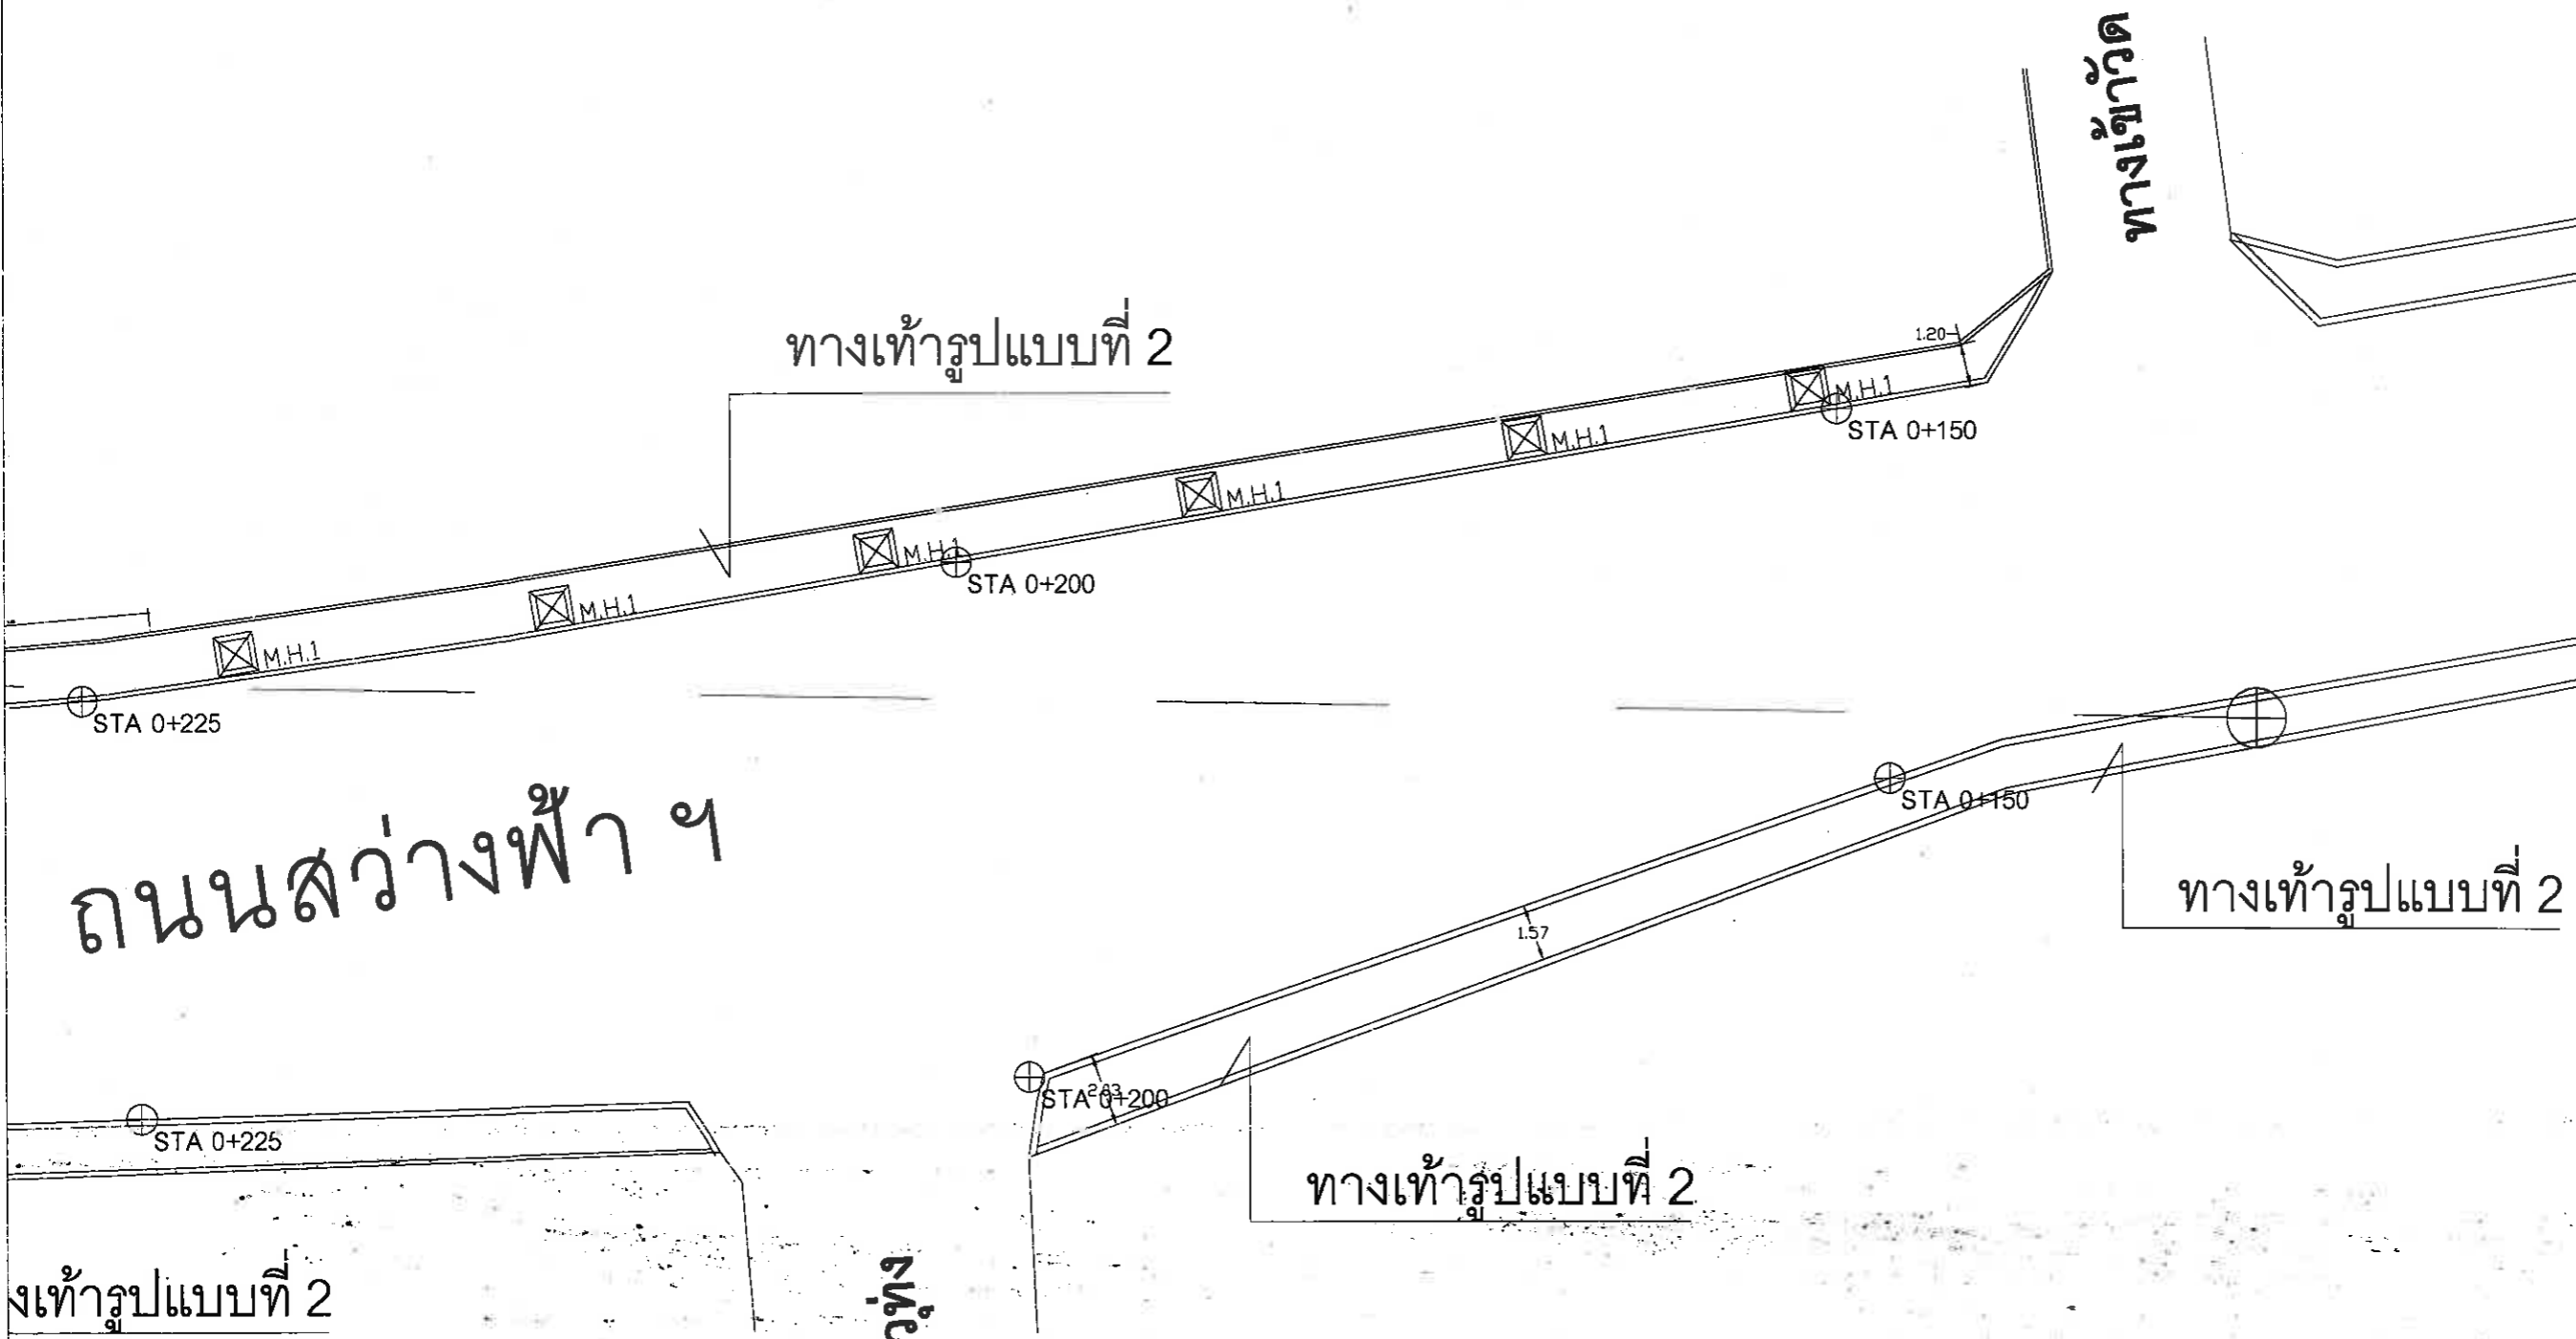 ทางเข้าวัด
ทางเท้ารูปแบบที่ 2
1.20
M.H.1
STA 0+150
M.H.1
M.H.1
M.H.1
STA 0+200
M.H.1
M.H.1
STA 0+225
STA 0+150
ถนนสว่างฟ้า ฯ
ทางเท้ารูปแบบที่ 2
1.57
2.03
STA 0+200
STA 0+225
ทางเท้ารูปแบบที่ 2
งเท้ารูปแบบที่ 2